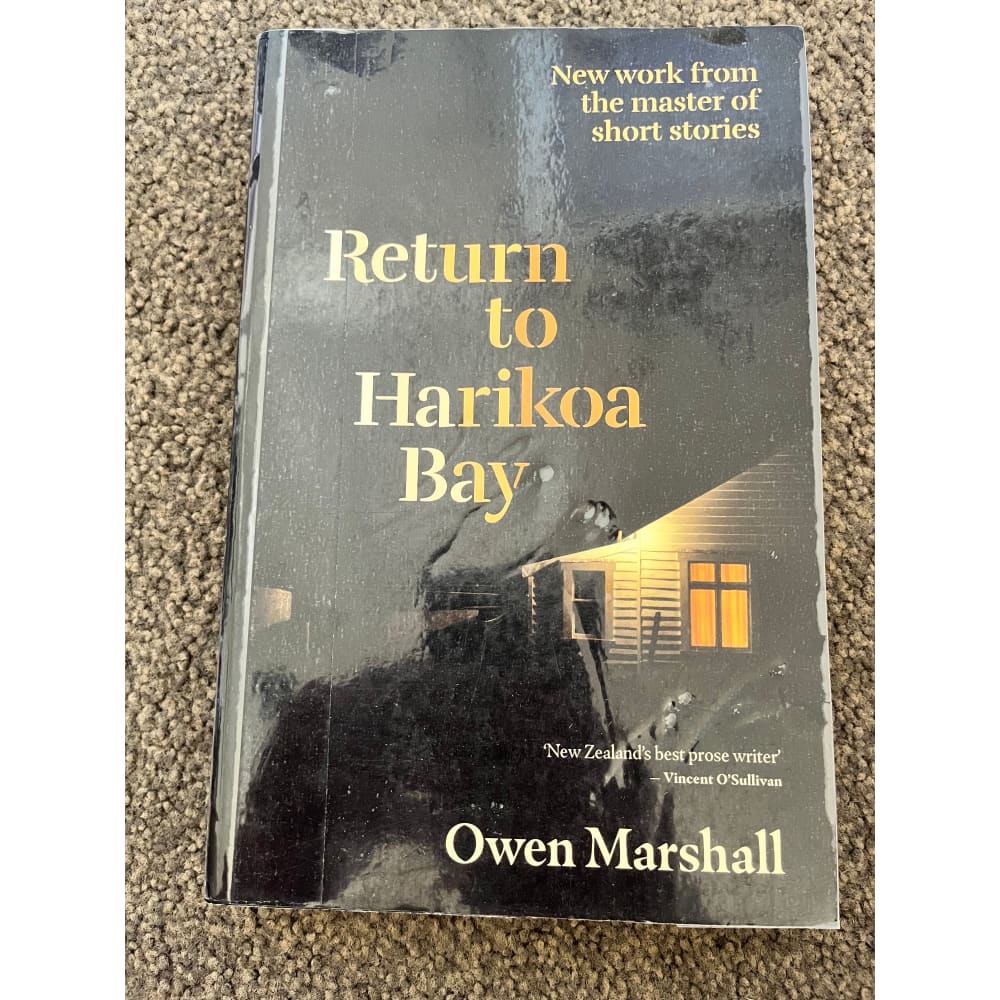 New work from
the master of
short stories
Return
to
Harikoa
Bay
‘New Zealand’s best prose writer’
– Vincent O’Sullivan
Owen Marshall